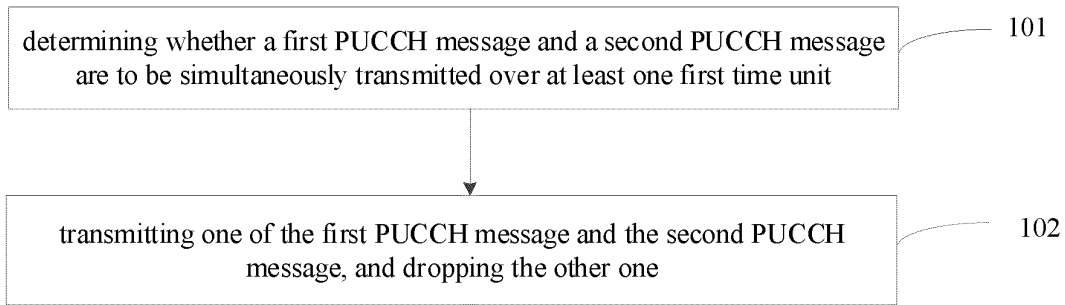 determining whether a first PUCCH message and a second PUCCH message
are to be simultaneously transmitted over at least one first time unit
101
transmitting one of the first PUCCH message and the second PUCCH
message, and dropping the other one
102